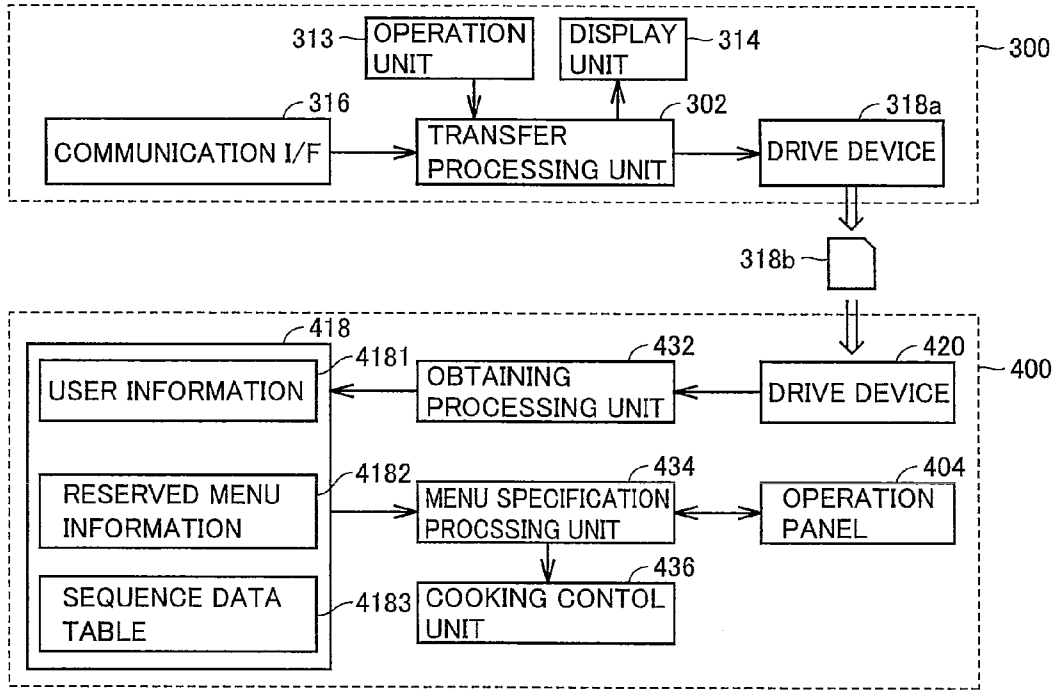 313
OPERATION
UNIT
DISPLAY
UNIT
314
300
316
302
318a
COMMUNICATION I/F
TRANSFER
PROCESSING UNIT
DRIVE DEVICE
318b
418
4181
432
420
400
USER INFORMATION
OBTAINING
PROCESSING UNIT
DRIVE DEVICE
4182
434
404
RESERVED MENU
INFORMATION
MENU SPECIFICATION
PROCSSING UNIT
OPERATION
PANEL
4183
436
SEQUENCE DATA
TABLE
COOKING CONTOL
UNIT